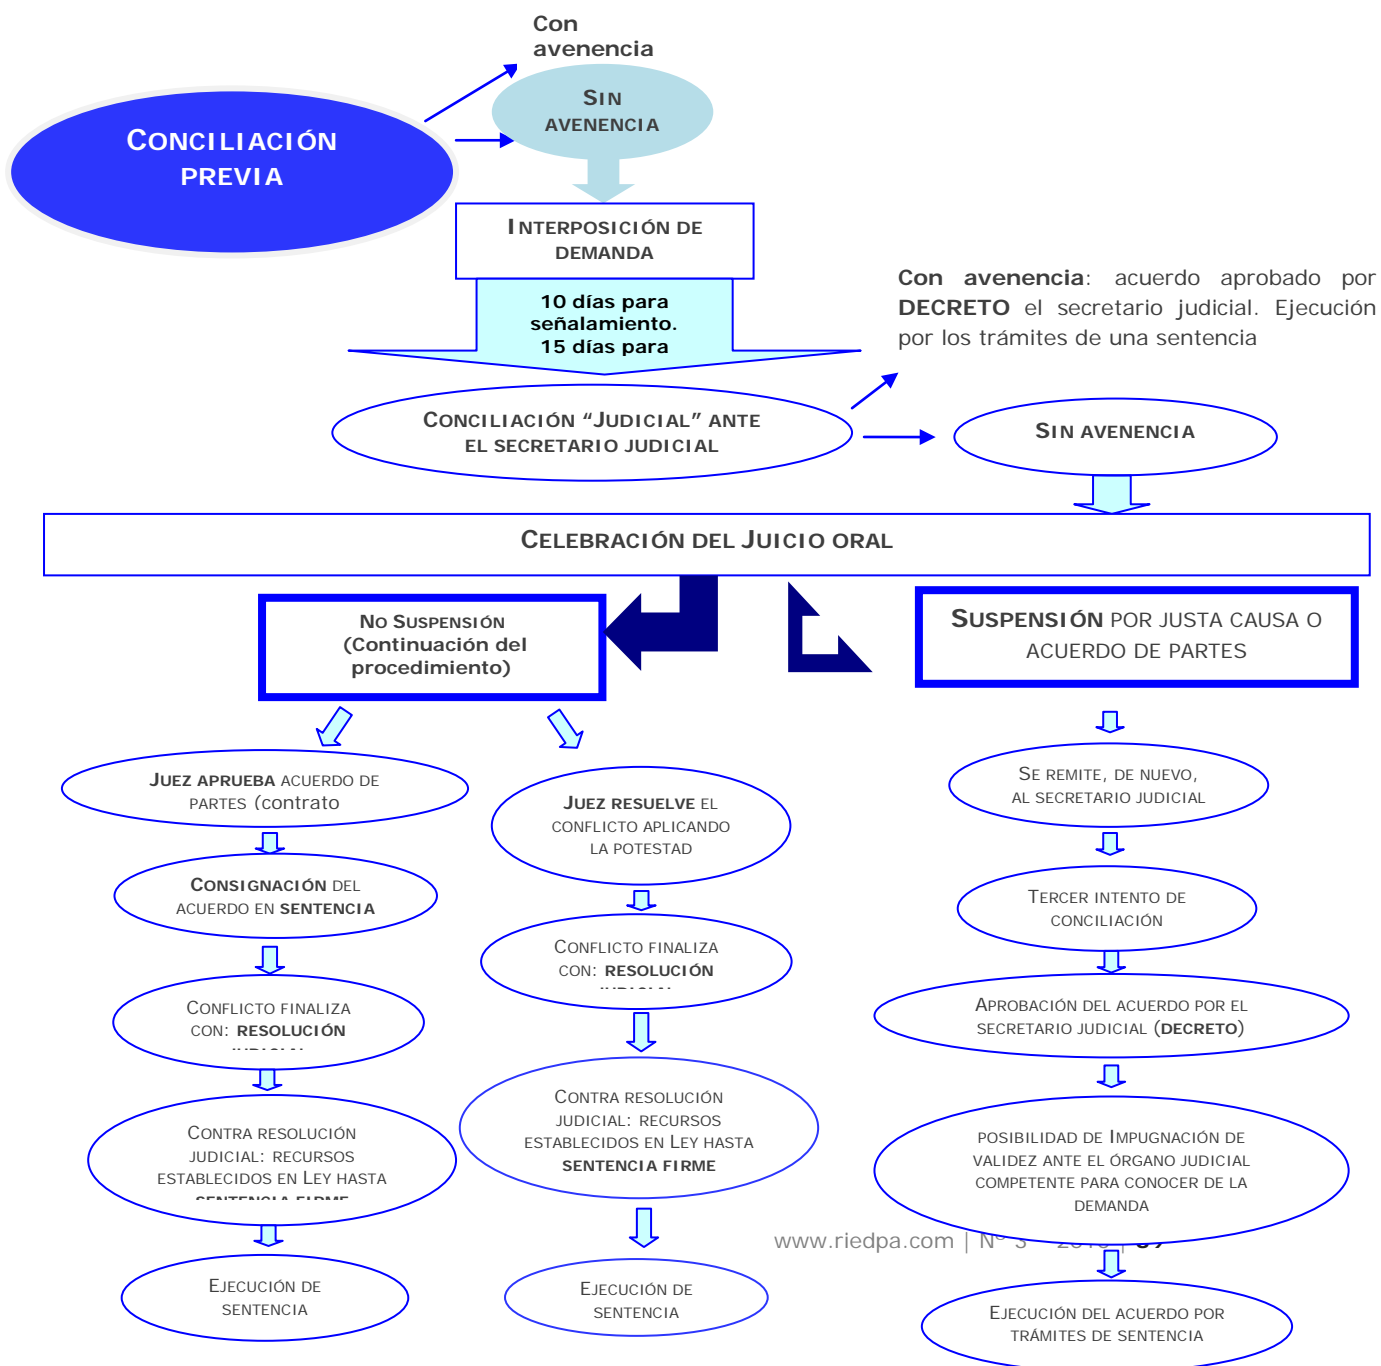 Con
avenencia
SIN
AVENENCIA
CONCILIACIÓN
PREVIA
INTERPOSICIÓN DE
DEMANDA
10 días para
señalamiento.
15 días para
Con avenencia: acuerdo aprobado por
DECRETO el secretario judicial. Ejecución
por los trámites de una sentencia
CONCILIACIÓN “JUDICIAL” ANTE
EL SECRETARIO JUDICIAL
SIN AVENENCIA
CELEBRACIÓN DEL JUICIO ORAL
NO SUSPENSIÓN
(Continuación del
procedimiento)
SUSPENSIÓN POR JUSTA CAUSA O
ACUERDO DE PARTES
JUEZ APRUEBA ACUERDO DE
PARTES (contrato
CONSIGNACIÓN DEL
ACUERDO EN SENTENCIA
CONFLICTO FINALIZA
CON: RESOLUCIÓN
CONTRA RESOLUCIÓN
JUDICIAL: RECURSOS
ESTABLECIDOS EN LEY HASTA
SENTENCIA FIRME
EJECUCIÓN DE
SENTENCIA
JUEZ RESUELVE EL
CONFLICTO APLICANDO
LA POTESTAD
CONFLICTO FINALIZA
CON: RESOLUCIÓN
CONTRA RESOLUCIÓN
JUDICIAL: RECURSOS
ESTABLECIDOS EN LEY HASTA
SENTENCIA FIRME
EJECUCIÓN DE
SENTENCIA
SE REMITE, DE NUEVO,
AL SECRETARIO JUDICIAL
TERCER INTENTO DE
CONCILIACIÓN
APROBACIÓN DEL ACUERDO POR EL
SECRETARIO JUDICIAL (DECRETO)
POSIBILIDAD DE IMPUGNACIÓN DE
VALIDEZ ANTE EL ÓRGANO JUDICIAL
COMPETENTE PARA CONOCER DE LA
DEMANDA
www.riedpa.com | Nº 3
EJECUCIÓN DEL ACUERDO POR
TRÁMITES DE SENTENCIA